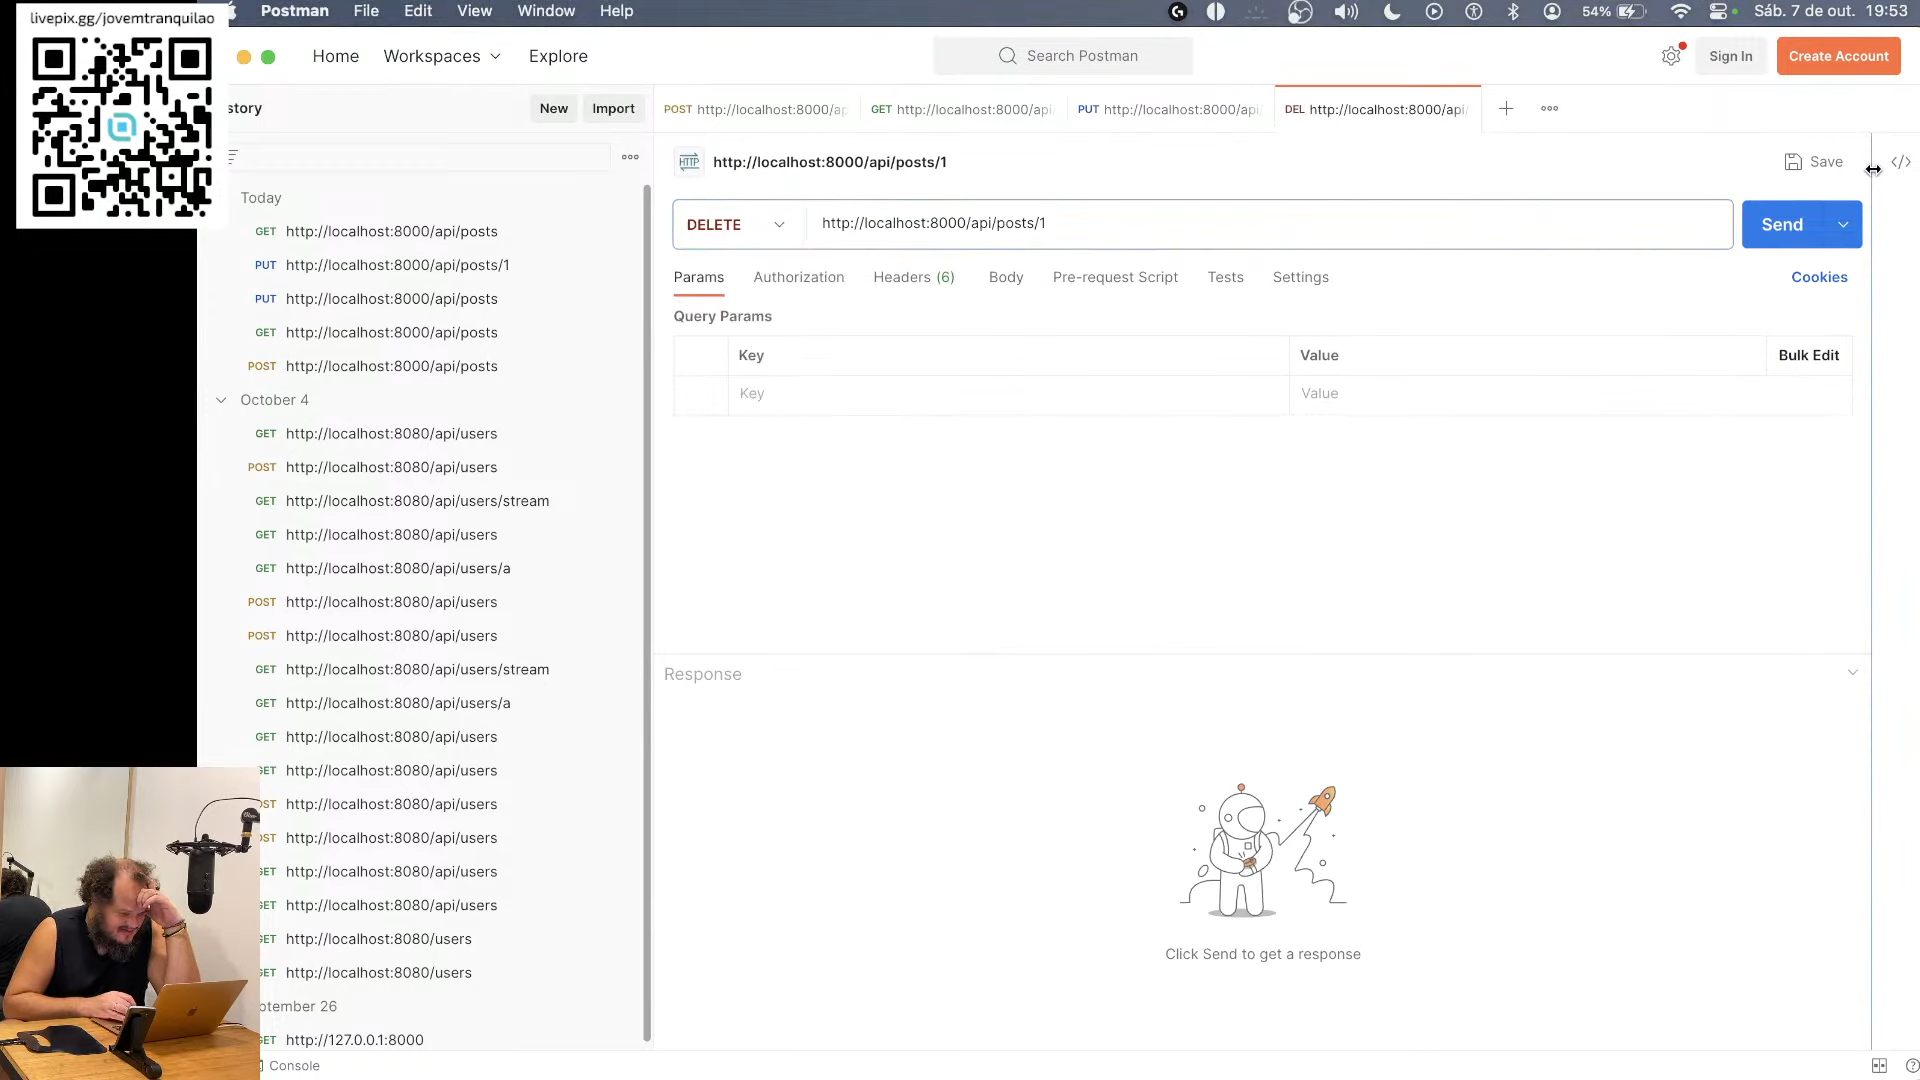 livepix.gg/jovemtranquilao
Postman File Edit View Window Help
54%
Sáb. 7 de out. 19:53
Home Workspaces Explore
Search Postman
Sign In
Create Account
story
New
Import
POST http://localhost:8000/ap
GET http://localhost:8000/api
PUT http://localhost:8000/api
DEL http://localhost:8000/api/
HTTP http://localhost:8000/api/posts/1
Save
</>
DELETE http://localhost:8000/api/posts/1
Send
Params Authorization Headers (6) Body Pre-request Script Tests Settings
Cookies
Query Params
Key Value Bulk Edit
Key Value
Today
GET http://localhost:8000/api/posts
PUT http://localhost:8000/api/posts/1
PUT http://localhost:8000/api/posts
GET http://localhost:8000/api/posts
POST http://localhost:8000/api/posts
October 4
GET http://localhost:8080/api/users
POST http://localhost:8080/api/users
GET http://localhost:8080/api/users/stream
GET http://localhost:8080/api/users
GET http://localhost:8080/api/users/a
POST http://localhost:8080/api/users
POST http://localhost:8080/api/users
GET http://localhost:8080/api/users/stream
GET http://localhost:8080/api/users/a
GET http://localhost:8080/api/users
GET http://localhost:8080/api/users
OST http://localhost:8080/api/users
OST http://localhost:8080/api/users
GET http://localhost:8080/api/users
GET http://localhost:8080/api/users
GET http://localhost:8080/users
GET http://localhost:8080/users
ptember 26
GET http://127.0.0.1:8000
Response
Click Send to get a response
Console